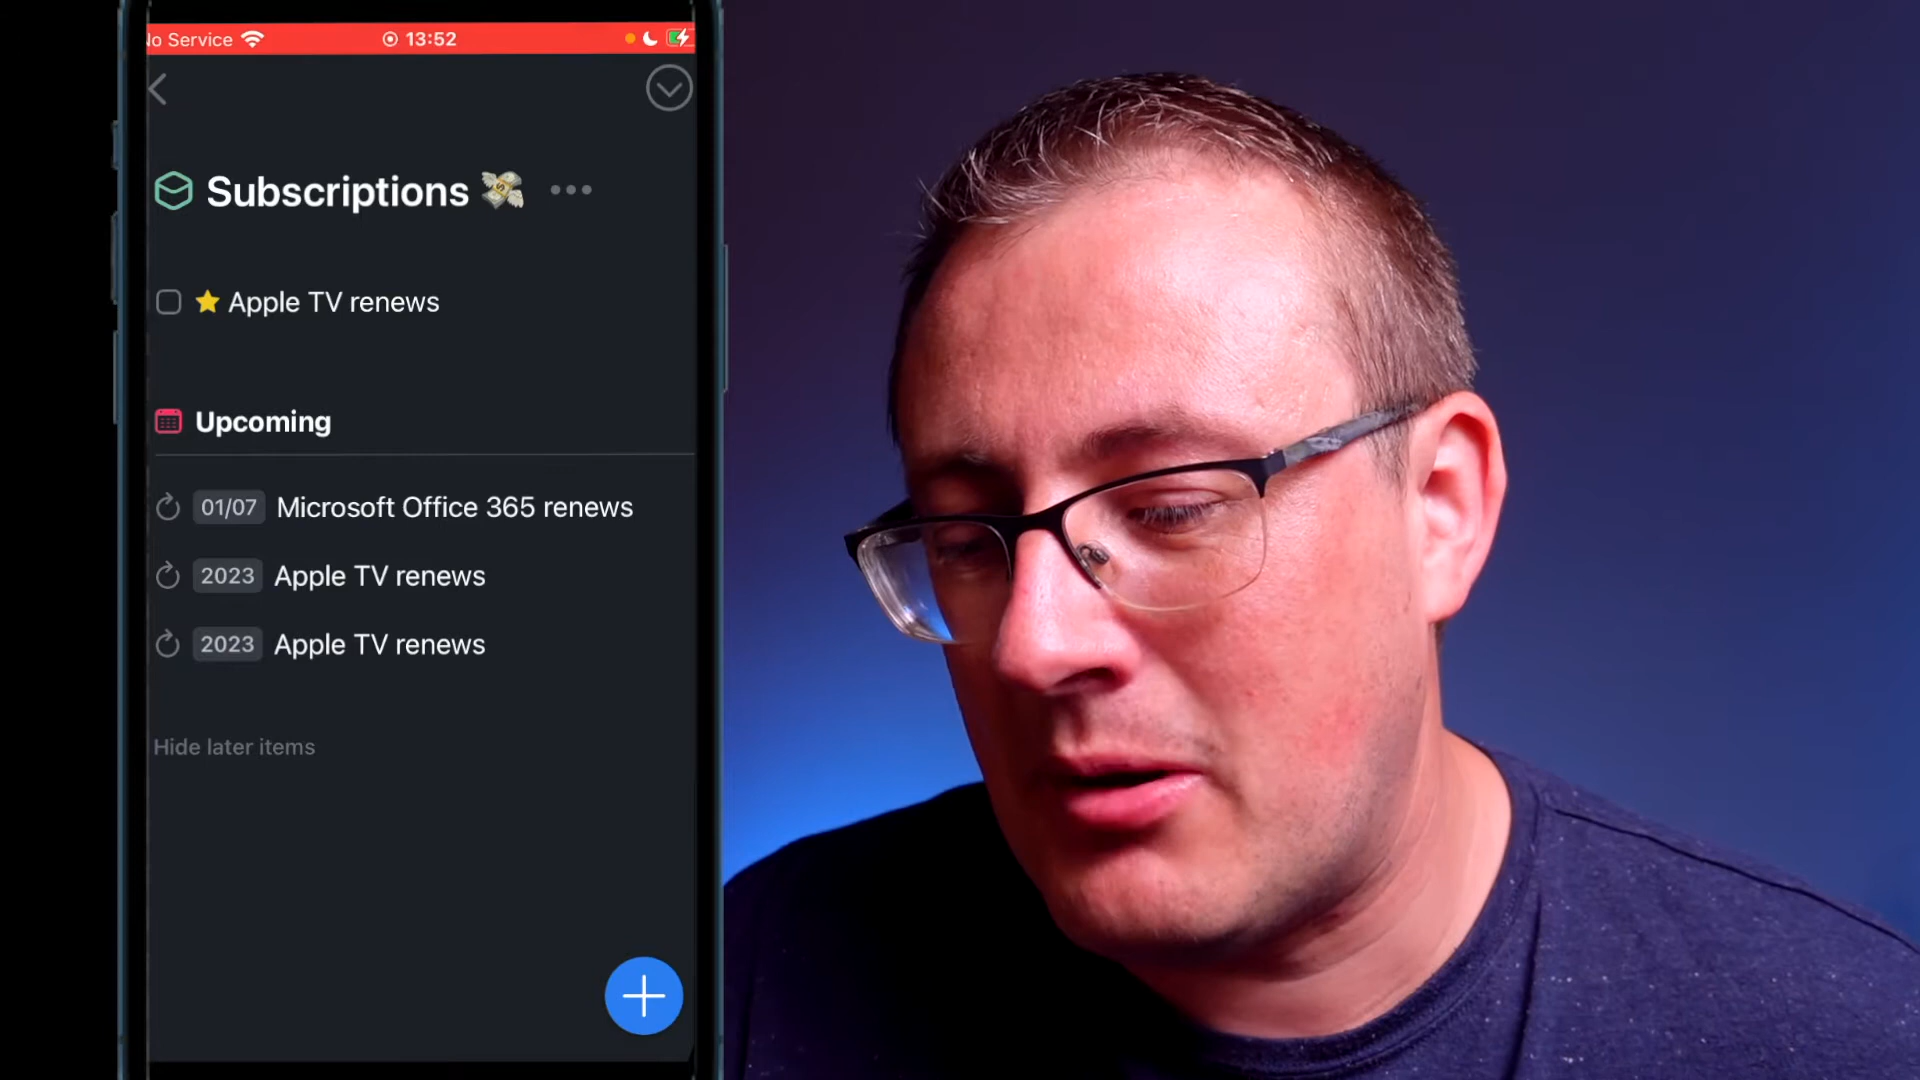 No Service 13:52
Subscriptions
Apple TV renews
Upcoming
01/07 Microsoft Office 365 renews
2023 Apple TV renews
2023 Apple TV renews
Hide later items